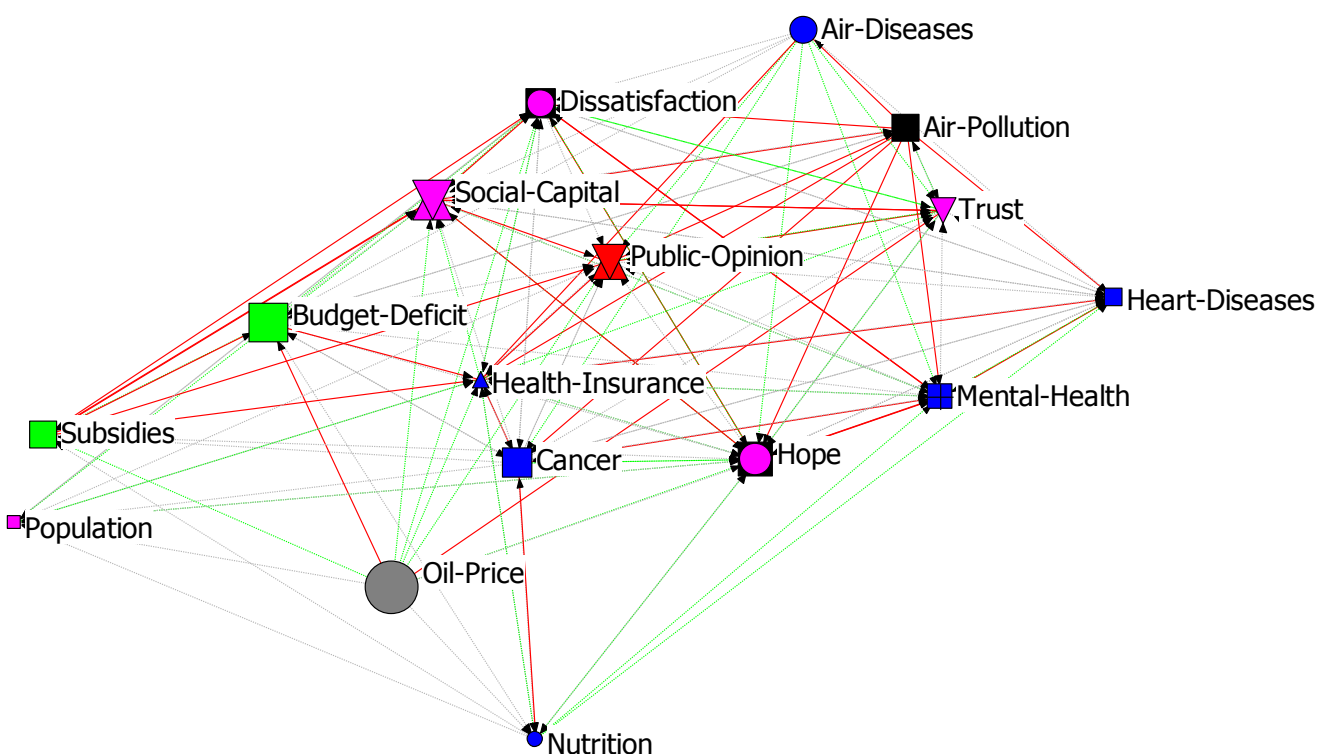 Air-Diseases
Dissatisfaction
Air-Pollution
Social-Capital
Trust
Public-Opinion
Heart-Diseases
Budget-Deficit
Health-Insurance
Mental-Health
Subsidies
Cancer
Hope
Population
Oil-Price
Nutrition